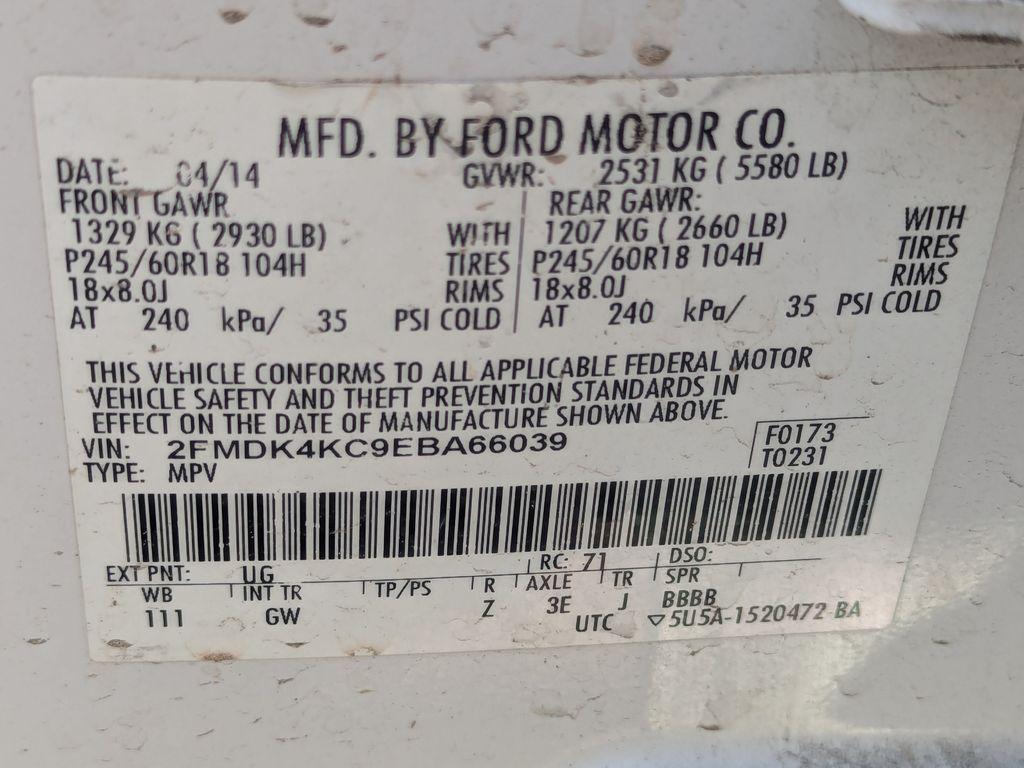 MFD. BY FORD MOTOR CO.
DATE: 04/14 GVWR: 2531 KG ( 5580 LB)
FRONT GAWR REAR GAWR:
1329 KG ( 2930 LB) WITH 1207 KG ( 2660 LB) WITH
P245/60R18 104H TIRES P245/60R18 104H TIRES
18x8.0J RIMS 18x8.0J RIMS
AT 240 kPa/ 35 PSI COLD AT 240 kPa/ 35 PSI COLD
THIS VEHICLE CONFORMS TO ALL APPLICABLE FEDERAL MOTOR
VEHICLE SAFETY AND THEFT PREVENTION STANDARDS IN
EFFECT ON THE DATE OF MANUFACTURE SHOWN ABOVE.
VIN: 2FMDK4KC9EBA66039 F0173
TYPE: MPV T0231
EXT PNT: UG RC: 71 DSO:
WB INT TR TP/PS R AXLE TR SPR
111 GW Z 3E J BBBB
UTC ▽5U5A-1520472 BA